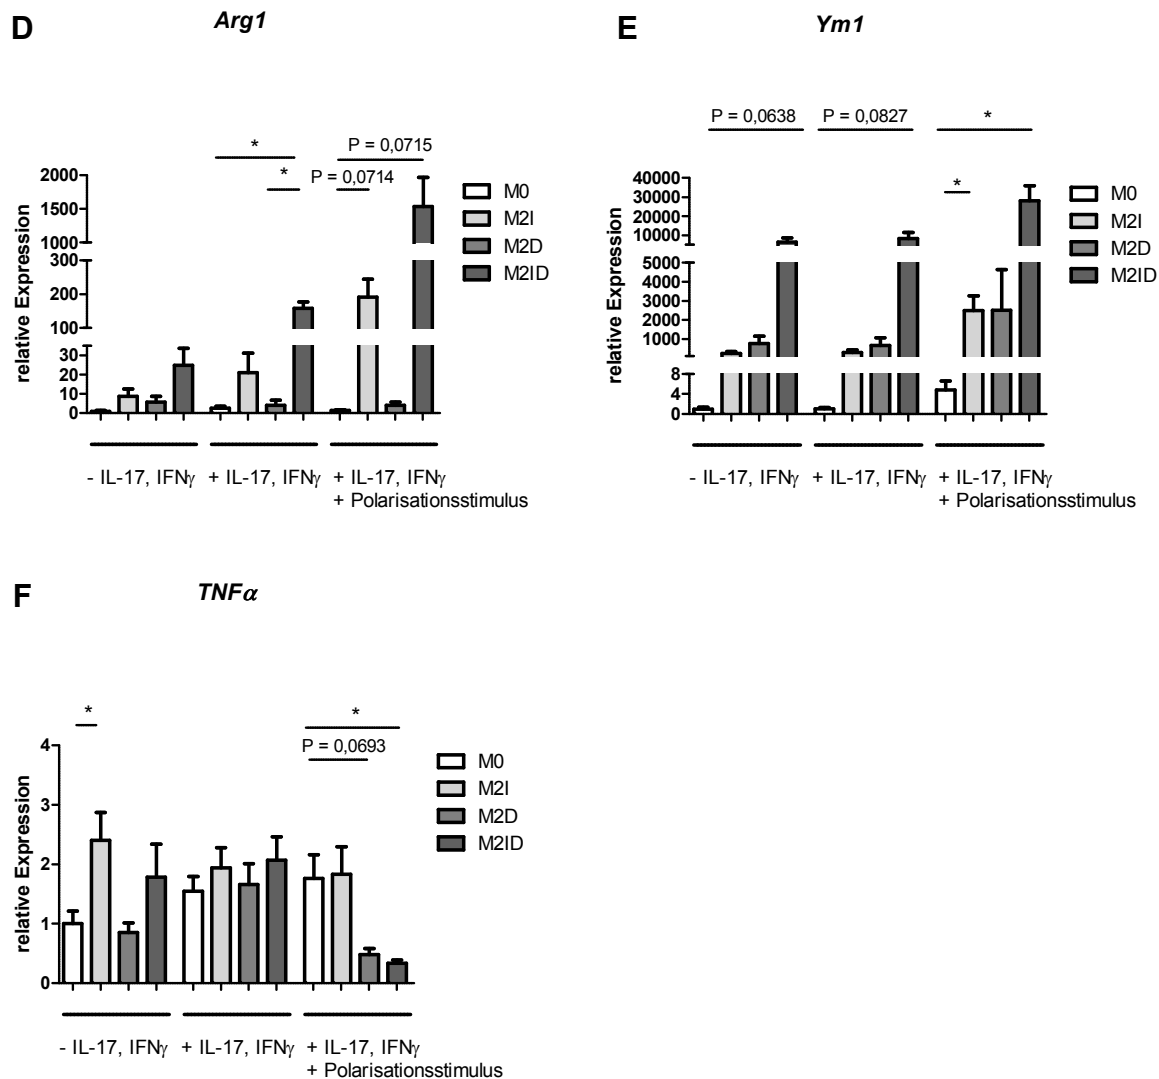 D
Arg1
P = 0,0715
*
* P = 0,0714
2000
1500
1000
300
200
100
30
20
10
0
relative Expression
M0
M2I
M2D
M2ID
- IL-17, IFNγ + IL-17, IFNγ + IL-17, IFNγ
+ Polarisationsstimulus
E
Ym1
P = 0,0638 P = 0,0827 *
*
40000
30000
20000
10000
5000
4000
3000
2000
1000
8
4
0
relative Expression
M0
M2I
M2D
M2ID
- IL-17, IFNγ + IL-17, IFNγ + IL-17, IFNγ
+ Polarisationsstimulus
F
TNFα
* *
P = 0,0693
4
3
2
1
0
relative Expression
M0
M2I
M2D
M2ID
- IL-17, IFNγ + IL-17, IFNγ + IL-17, IFNγ
+ Polarisationsstimulus